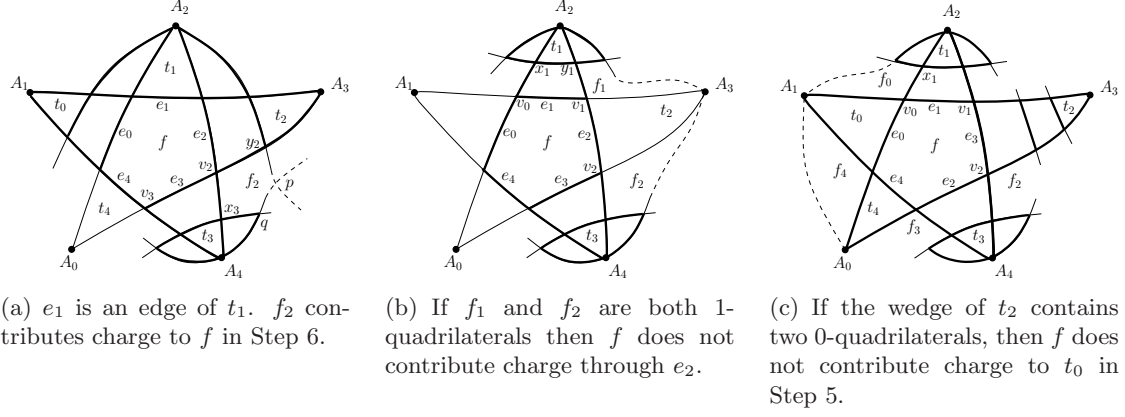 A₂
t₁
A₁ A₃
t₀ e₁ t₂
e₀ f e₂ y₂
v₂
e₄ v₃ e₃ f₂ p
t₄ x₃ q
t₃
A₀ A₄
(a) e₁ is an edge of t₁. f₂ con-
tributes charge to f in Step 6.
A₂
t₁
x₁ y₁
A₁ f₁ A₃
v₀ e₁ v₁ t₂
e₀ f e₂
v₂
e₄ e₃ f₂
t₃
A₀ A₄
(b) If f₁ and f₂ are both 1-
quadrilaterals then f does not
contribute charge through e₂.
A₂
t₁
f₀ x₁
A₁ A₃
t₀ v₀ e₁ v₁ t₂
e₀ f e₃
v₂
f₄ e₄ e₂ f₂
t₄ f₃ t₃
A₀ A₄
(c) If the wedge of t₂ contains
two 0-quadrilaterals, then f does
not contribute charge to t₀ in
Step 5.